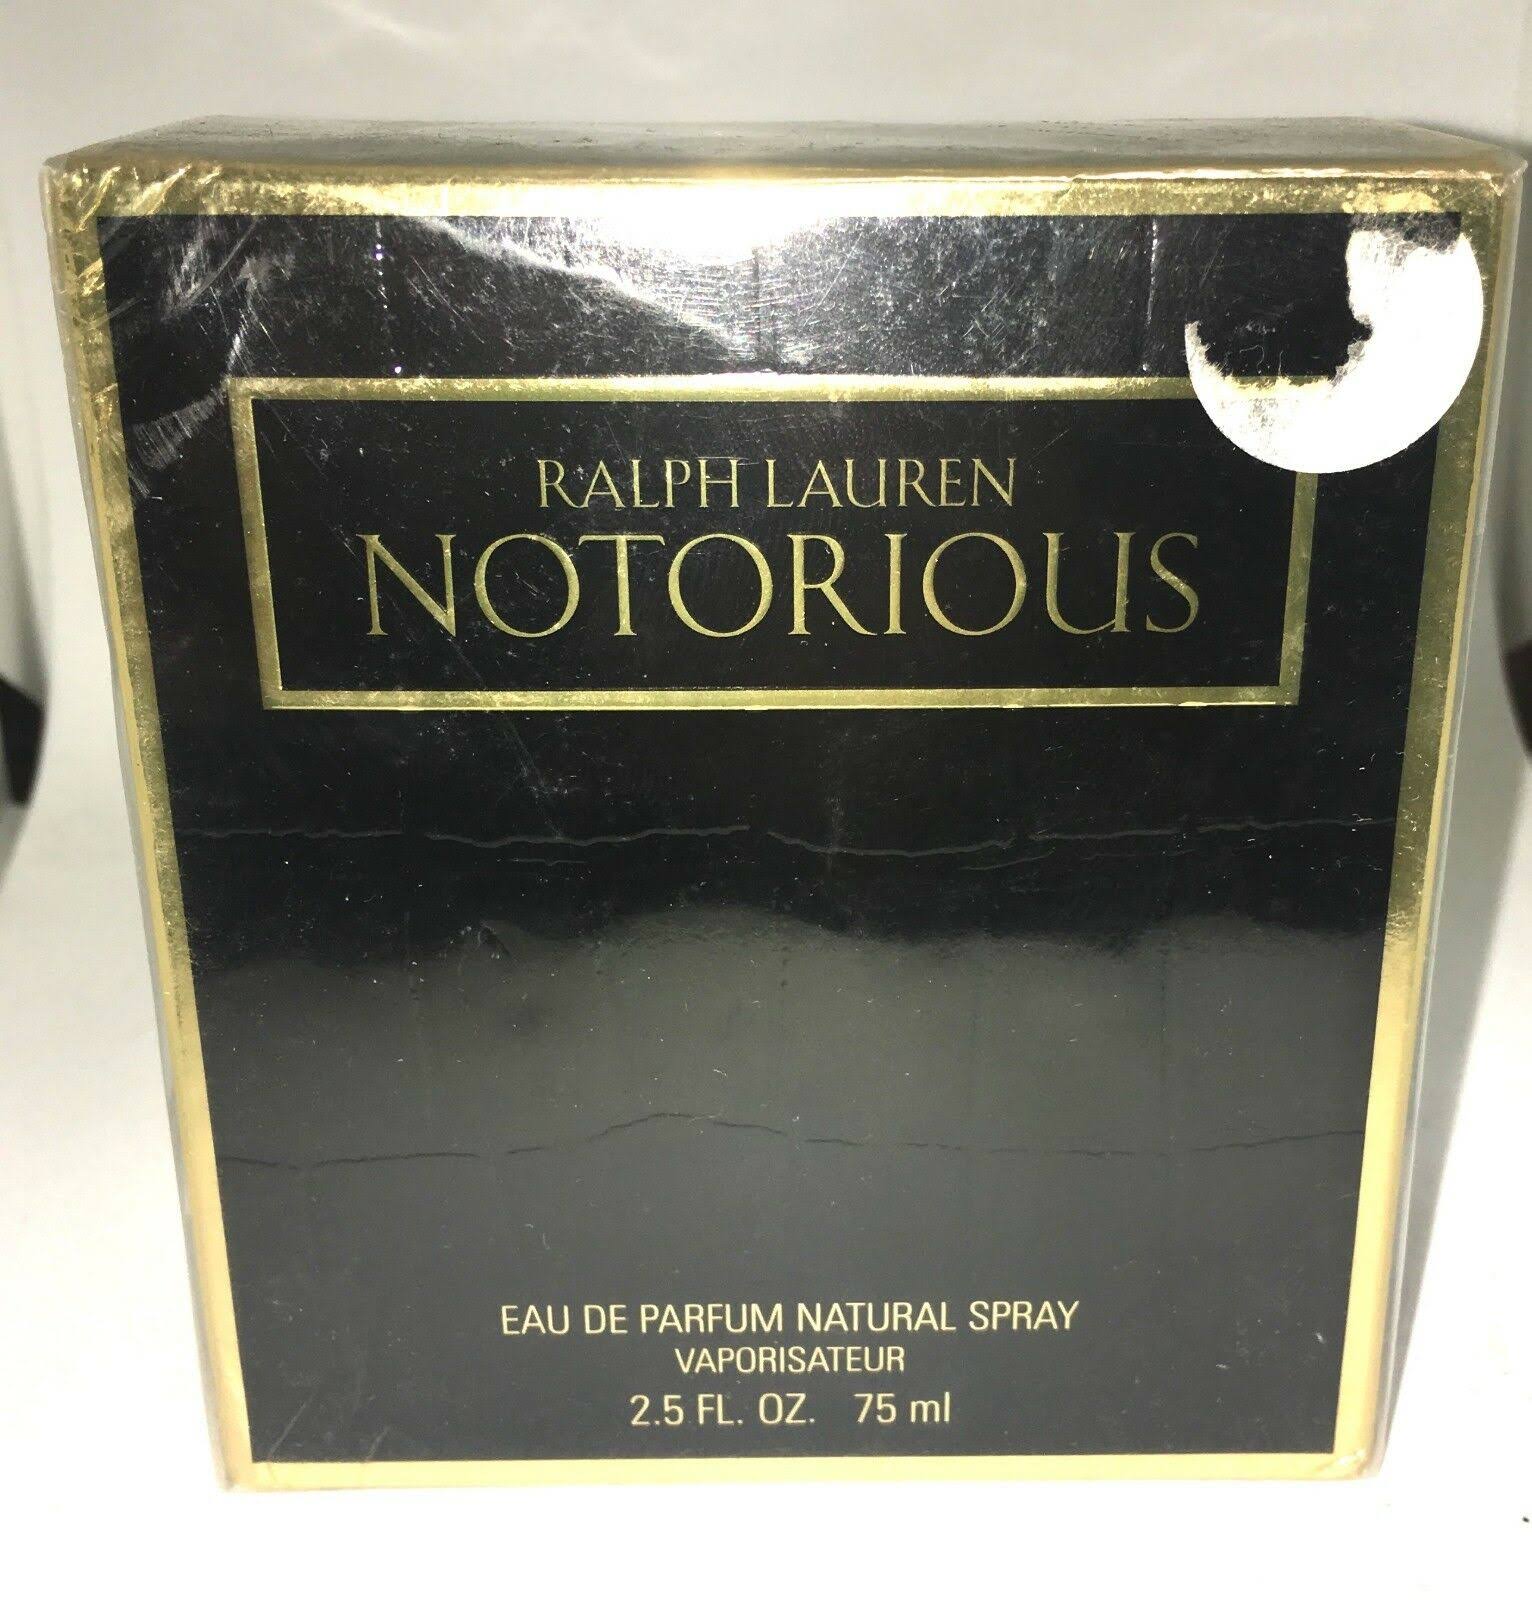 RALPH LAUREN
NOTORIOUS
EAU DE PARFUM NATURAL SPRAY
VAPORISATEUR
2.5 FL. OZ. 75 ml